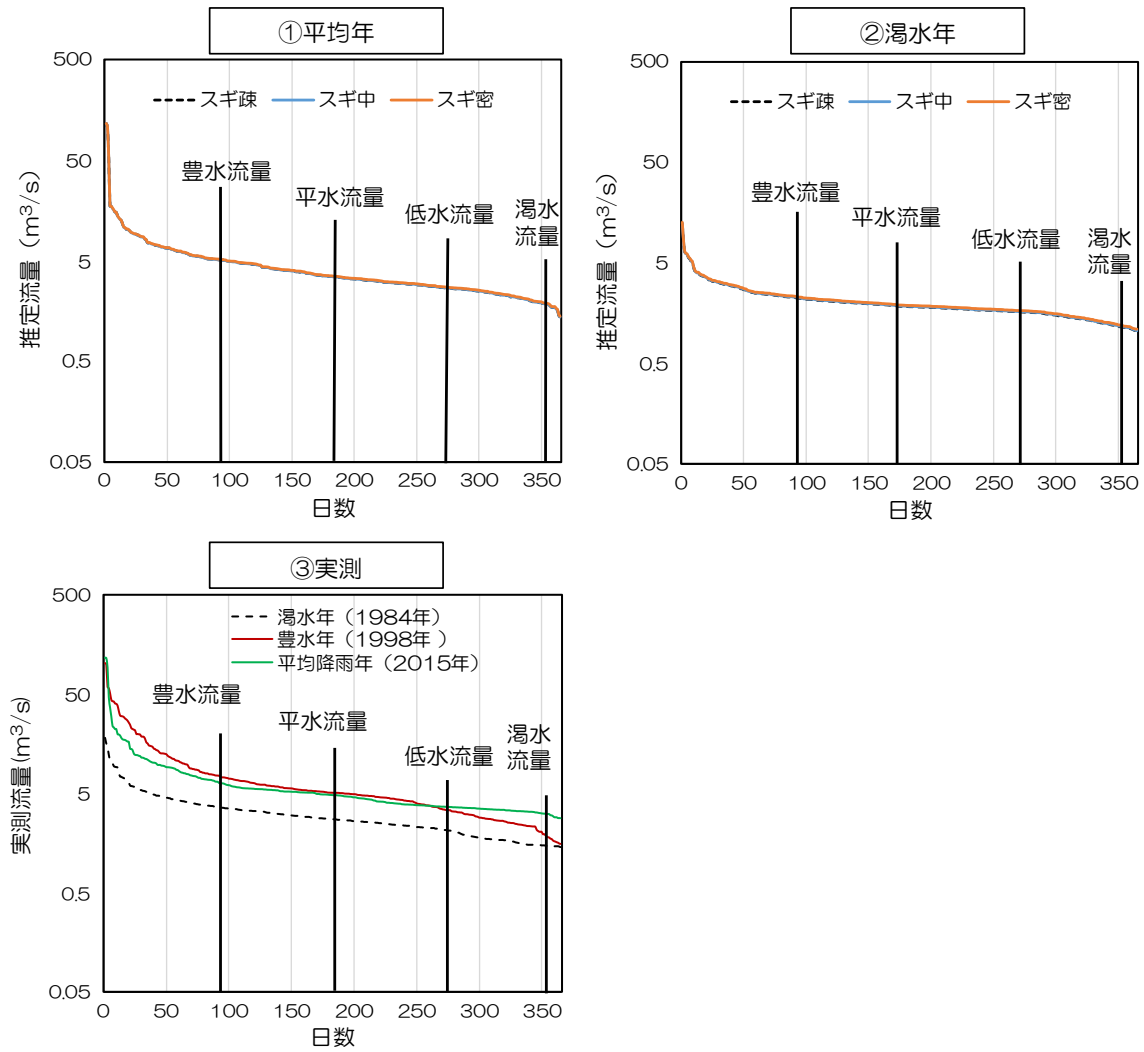 ①平均年
500
50
5
0.5
0.05
推定流量（m³/s）
スギ疎 スギ中 スギ密
豊水流量
平水流量
低水流量
渇水
流量
0 50 100 150 200 250 300 350
日数
②渇水年
500
50
5
0.5
0.05
推定流量（m³/s）
スギ疎 スギ中 スギ密
豊水流量
平水流量
低水流量
渇水
流量
0 50 100 150 200 250 300 350
日数
③実測
500
50
5
0.5
0.05
実測流量(m³/s)
渇水年（1984年）
豊水年（1998年 ）
平均降雨年（2015年）
豊水流量
平水流量
低水流量
渇水
流量
0 50 100 150 200 250 300 350
日数